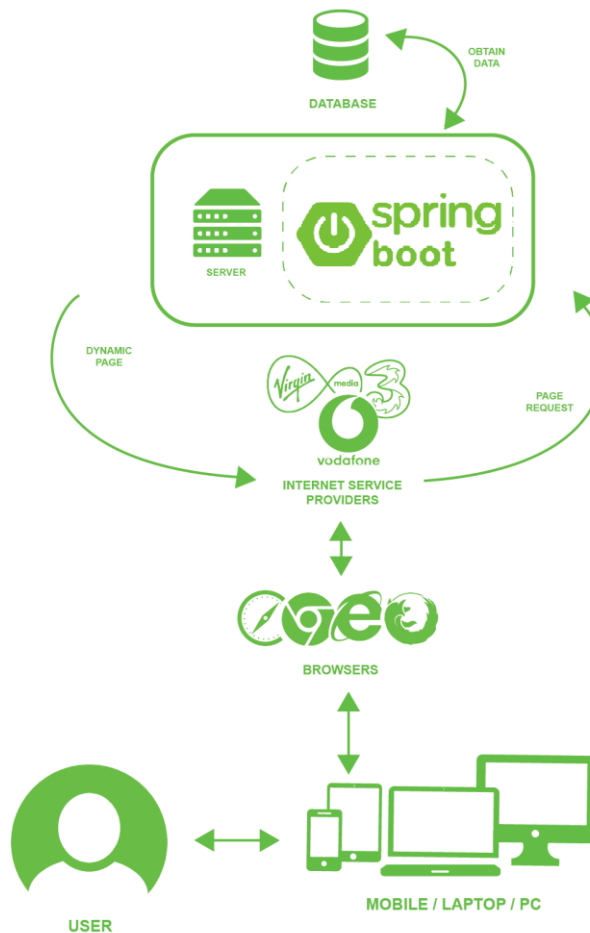 OBTAIN
DATA
DATABASE
spring
boot
SERVER
DYNAMIC
PAGE
Virgin
media
3
vodafone
PAGE
REQUEST
INTERNET SERVICE
PROVIDERS
BROWSERS
USER
MOBILE / LAPTOP / PC